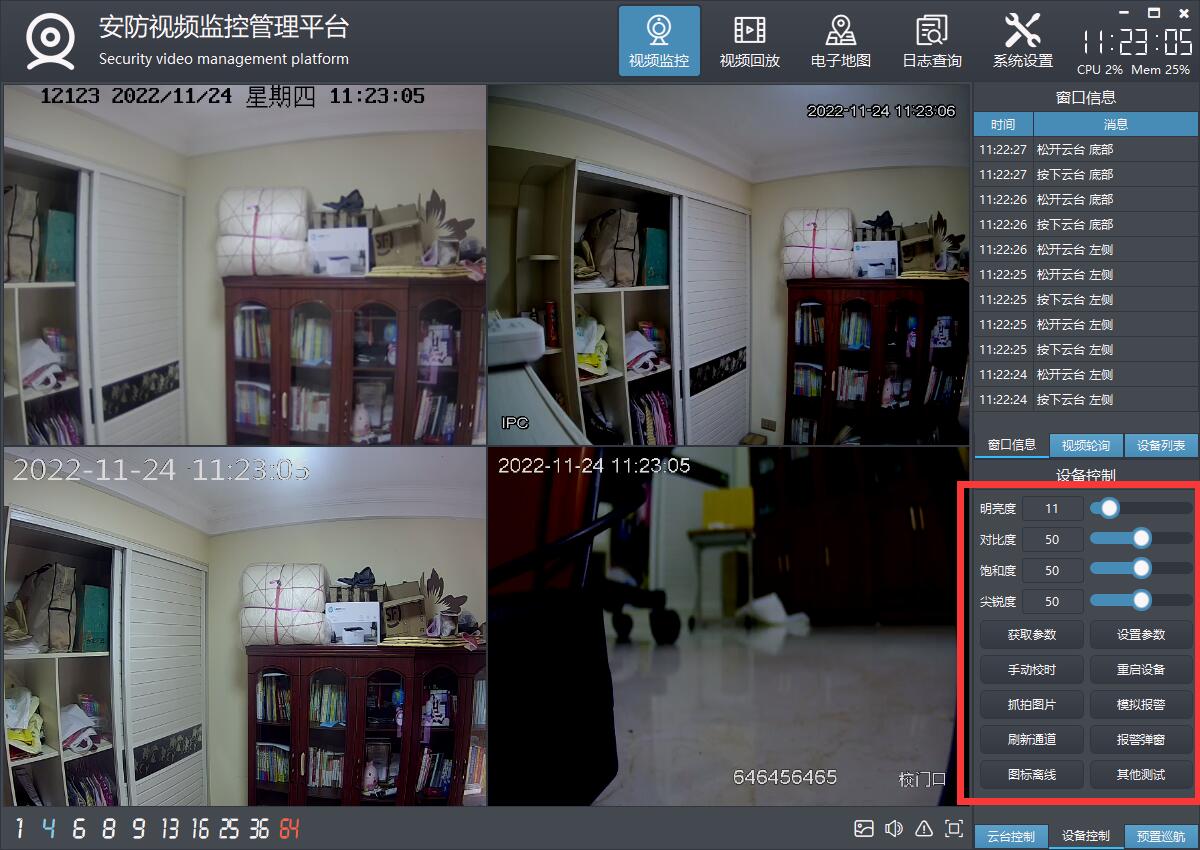 安防视频监控管理平台
Security video management platform
视频监控
视频回放
电子地图
日志查询
系统设置
11:23:05
CPU 2% Mem 25%
12123 2022/11/24 星期四 11:23:05
2022-11-24 11:23:06
IPC
2022-11-24 11:23:05
2022-11-24 11:23:05
646456465
校门口
窗口信息
时间 消息
11:22:27 松开云台 底部
11:22:27 按下云台 底部
11:22:26 松开云台 底部
11:22:26 按下云台 底部
11:22:26 松开云台 左侧
11:22:25 松开云台 左侧
11:22:25 按下云台 左侧
11:22:25 松开云台 左侧
11:22:25 按下云台 左侧
11:22:24 松开云台 左侧
11:22:24 按下云台 左侧
窗口信息 视频轮询 设备列表
设备控制
明亮度 11
对比度 50
饱和度 50
尖锐度 50
获取参数 设置参数
手动校时 重启设备
抓拍图片 模拟报警
刷新通道 报警弹窗
图标离线 其他测试
1 4 6 8 9 13 16 25 36 64
云台控制 设备控制 预置巡航